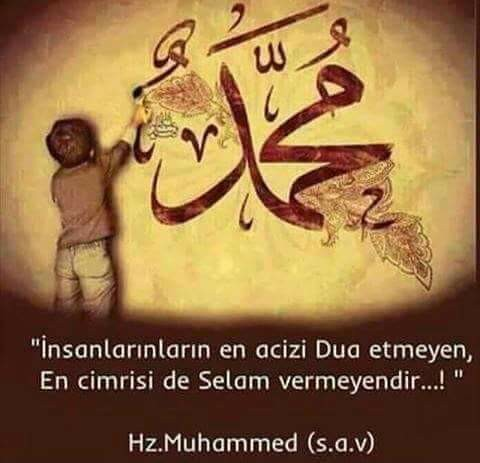 محمد
"İnsanlarınların en acizi Dua etmeyen,
En cimrisi de Selam vermeyendir...! "
Hz.Muhammed (s.a.v)